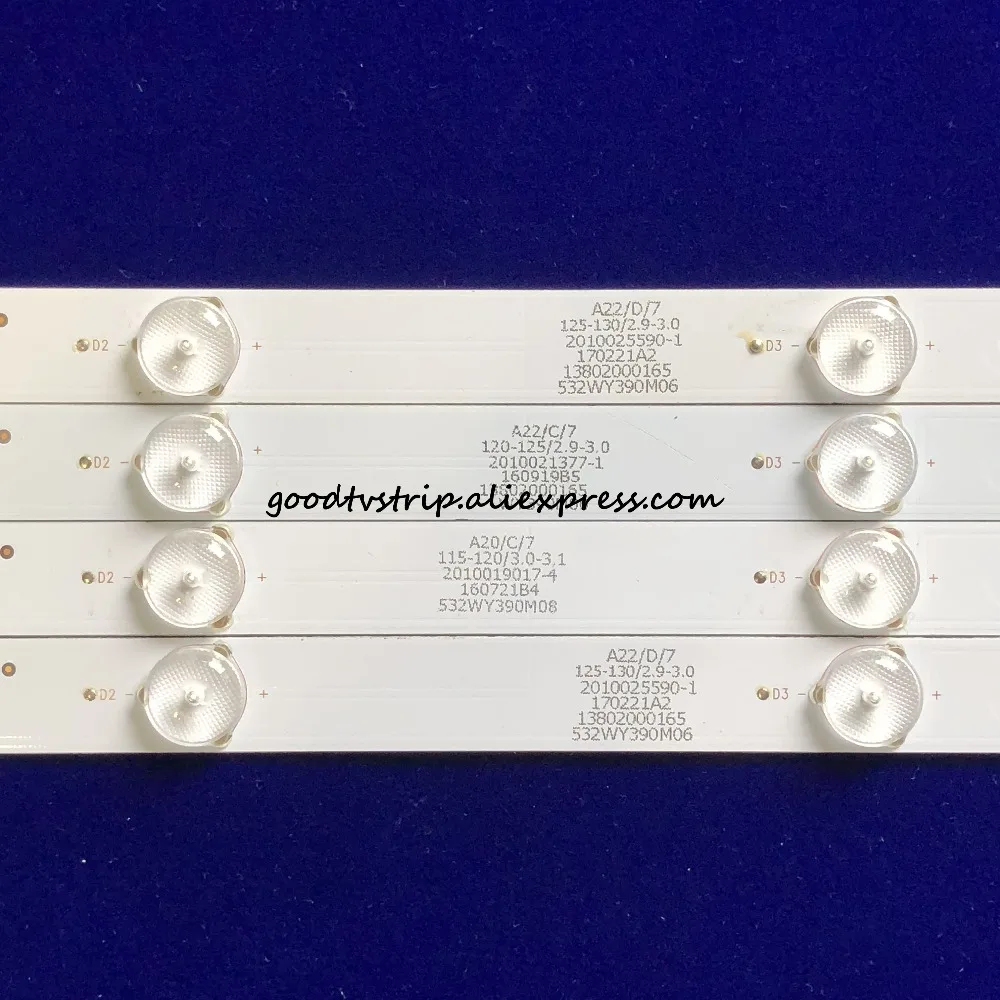 A22/D/7
125-130/2.9-3.0
2010025590-1
170221A2
13802000165
532WY390M06
D2 - +
D3 - +
A22/C/7
120-125/2.9-3.0
2010021377-1
160919B5
13802000165
D2 - +
D3 - +
goodtvstrip.aliexpress.com
A20/C/7
115-120/3.0-3.1
2010019017-4
160721B4
532WY390M08
D2 - +
D3 - +
A22/D/7
125-130/2.9-3.0
2010025590-1
170221A2
13802000165
532WY390M06
D2 - +
D3 - +